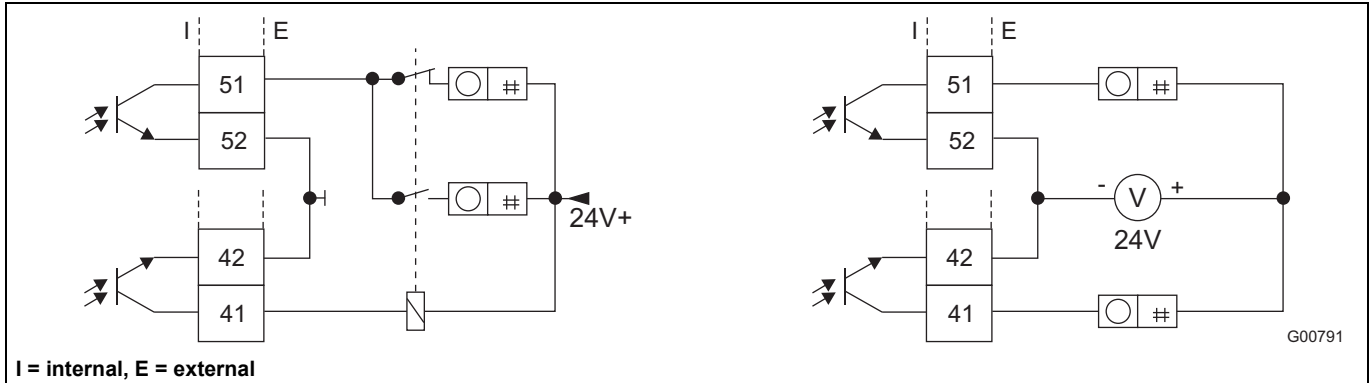 I E
51
52
42
41
24V+
I E
51
52
42
41
- V +
24V
G00791
I = internal, E = external